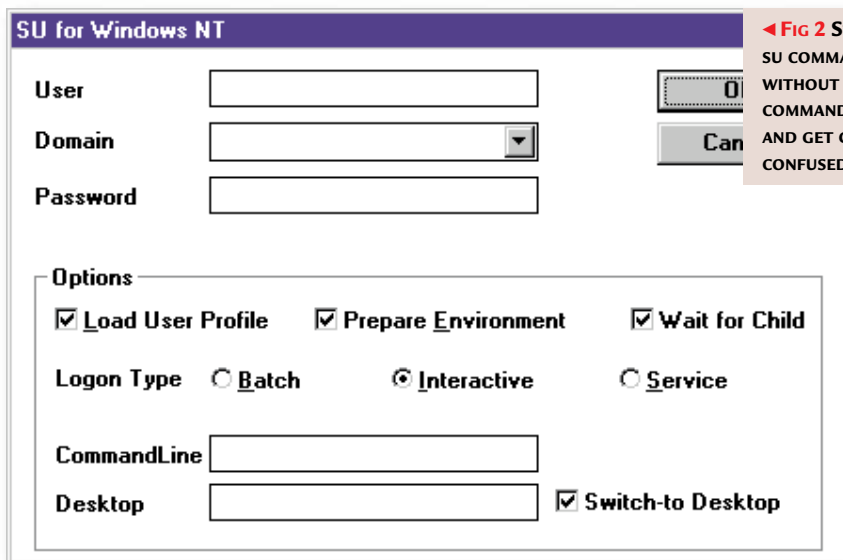 SU for Windows NT
◄ FIG 2
SU
WITHOUT
AND GET
User
Domain
Password
Options
Load User Profile Prepare Environment Wait for Child
Logon Type Batch Interactive Service
CommandLine
Desktop Switch-to Desktop